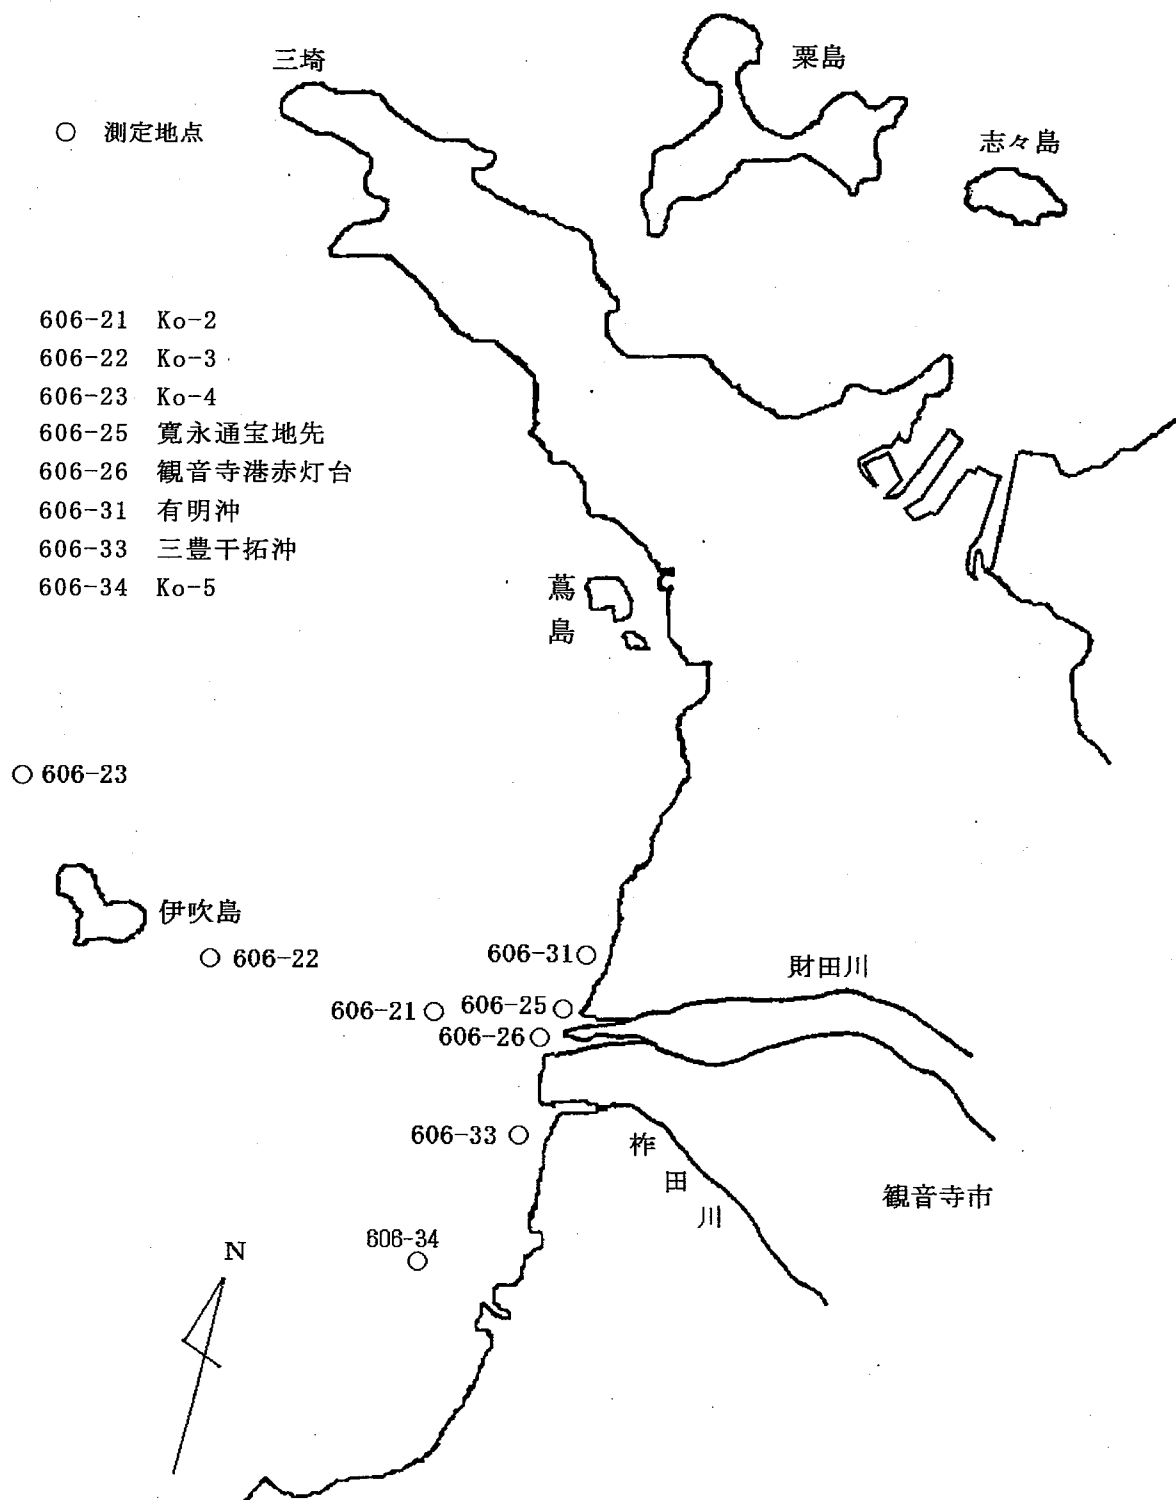 三埼
粟島
○ 測定地点
志々島
606-21 Ko-2
606-22 Ko-3
606-23 Ko-4
606-25 寛永通宝地先
606-26 観音寺港赤灯台
606-31 有明沖
606-33 三豊干拓沖
606-34 Ko-5
蔦島
606-23
伊吹島
606-22
606-31
財田川
606-21
606-25
606-26
606-33
柞田川
観音寺市
606-34
N